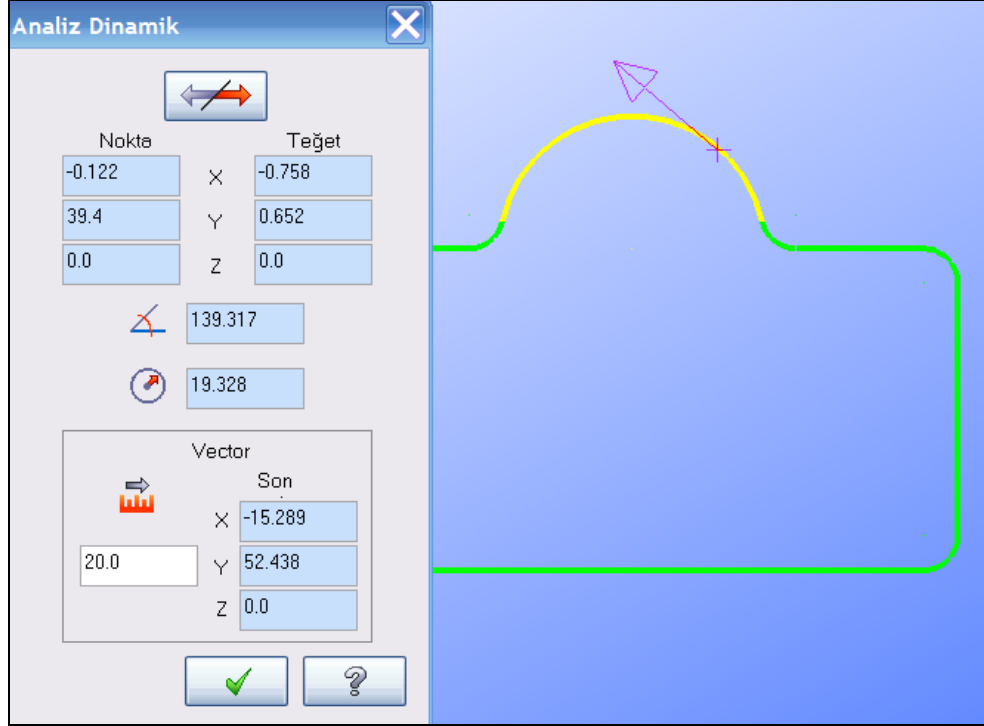 Analiz Dinamik
Nokta Teğet
-0.122 X -0.758
39.4 Y 0.652
0.0 Z 0.0
139.317
19.328
Vector
Son
X -15.289
20.0 Y 52.438
Z 0.0